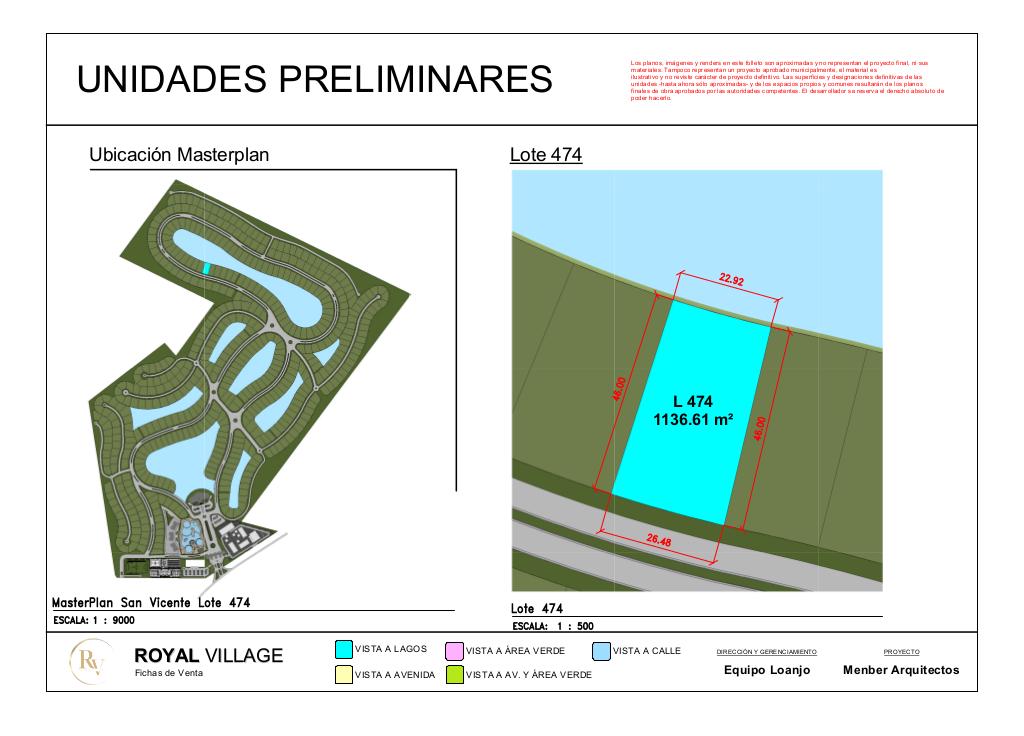 UNIDADES PRELIMINARES
Los planos, imágenes y renders en este folleto son aproximadas y no representan el proyecto final, ni sus
materiales. Tampoco representan un proyecto aprobado municipalmente, el material es
ilustrativo y no reviste carácter de proyecto definitivo. Las superficies y designaciones definitivas de las
unidades -hasta ahora sólo aproximadas- y de los espacios propios y comunes resultarán de los planos
finales de obra aprobados por las autoridades competentes. El desarrollador se reserva el derecho absoluto de
poder hacerlo.
Ubicación Masterplan
Lote 474
22.92
46.00
L 474
1136.61 m²
46.00
26.48
MasterPlan San Vicente Lote 474
ESCALA: 1 : 9000
Lote 474
ESCALA: 1 : 500
RV
ROYAL VILLAGE
Fichas de Venta
VISTA A LAGOS
VISTA A ÁREA VERDE
VISTA A CALLE
VISTA A AVENIDA
VISTA A AV. Y ÁREA VERDE
DIRECCIÓN Y GERENCIAMIENTO
Equipo Loanjo
PROYECTO
Menber Arquitectos